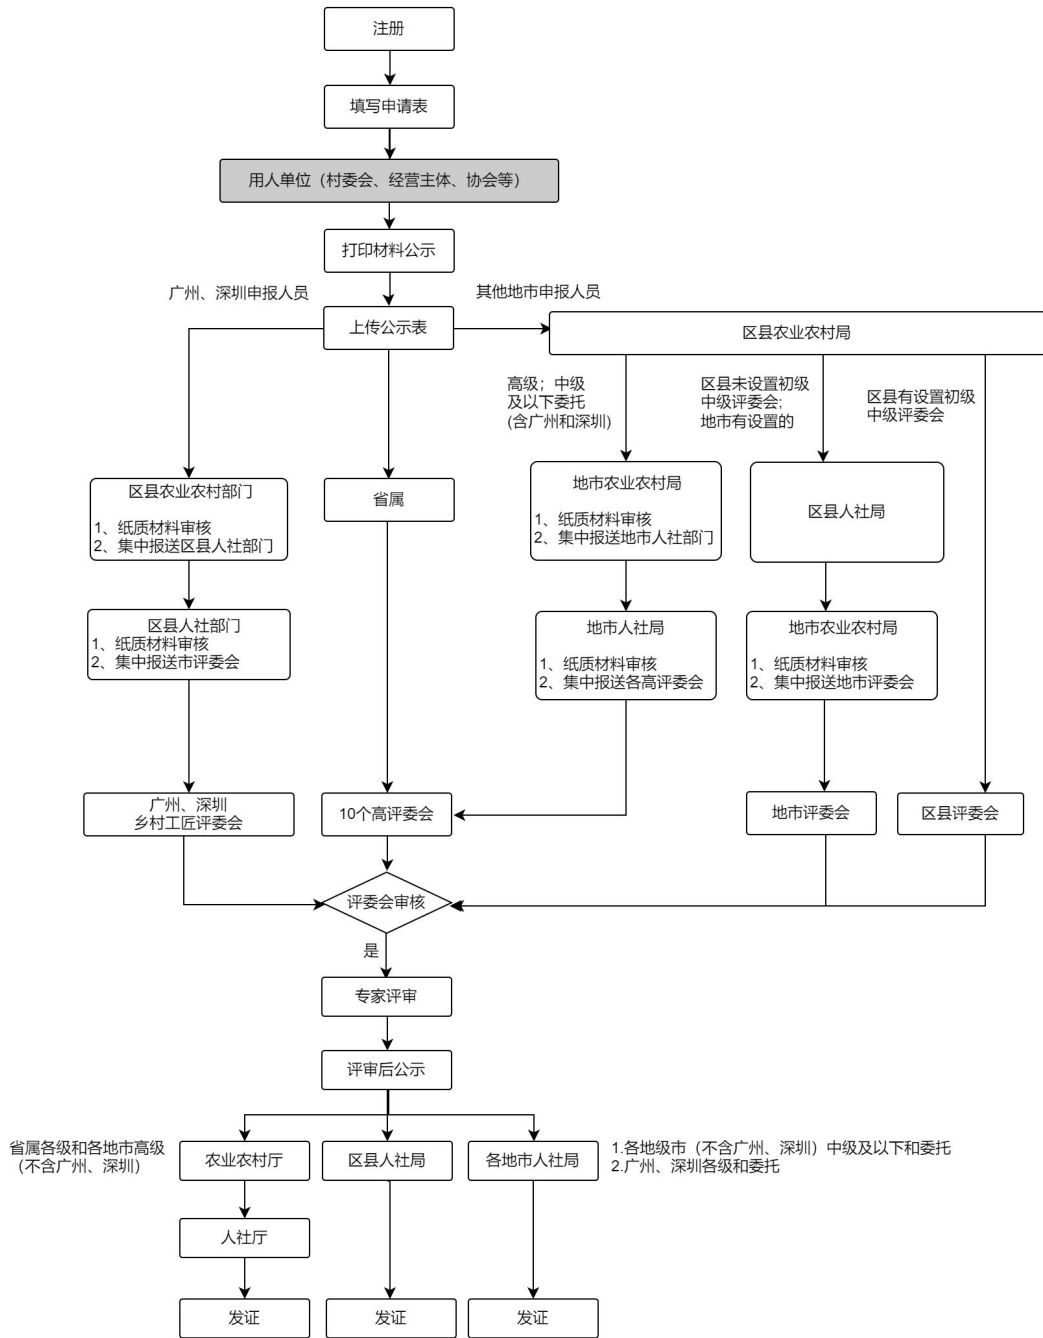 注册
填写申请表
用人单位（村委会、经营主体、协会等）
打印材料公示
广州、深圳申报人员
其他地市申报人员
上传公示表
区县农业农村局
高级；中级
及以下委托
(含广州和深圳)
区县未设置初级
中级评委会;
地市有设置的
区县有设置初级
中级评委会
区县农业农村部门
1、纸质材料审核
2、集中报送区县人社部门
省属
地市农业农村局
1、纸质材料审核
2、集中报送地市人社部门
区县人社局
区县人社部门
1、纸质材料审核
2、集中报送市评委会
地市人社局
1、纸质材料审核
2、集中报送各高评委会
地市农业农村局
1、纸质材料审核
2、集中报送地市评委会
广州、深圳
乡村工匠评委会
10个高评委会
地市评委会
区县评委会
评委会审核
是
专家评审
评审后公示
省属各级和各地市高级
（不含广州、深圳）
农业农村厅
区县人社局
各地市人社局
1.各地级市（不含广州、深圳）中级及以下和委托
2.广州、深圳各级和委托
人社厅
发证
发证
发证